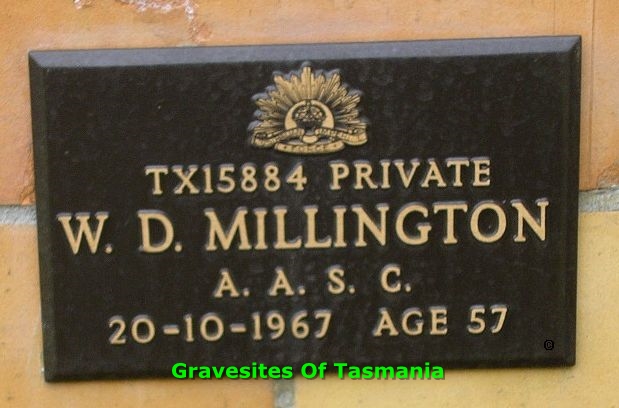 TX15884 PRIVATE
W. D. MILLINGTON
A. A. S. C.
20-10-1967 AGE 57
©
Gravesites Of Tasmania